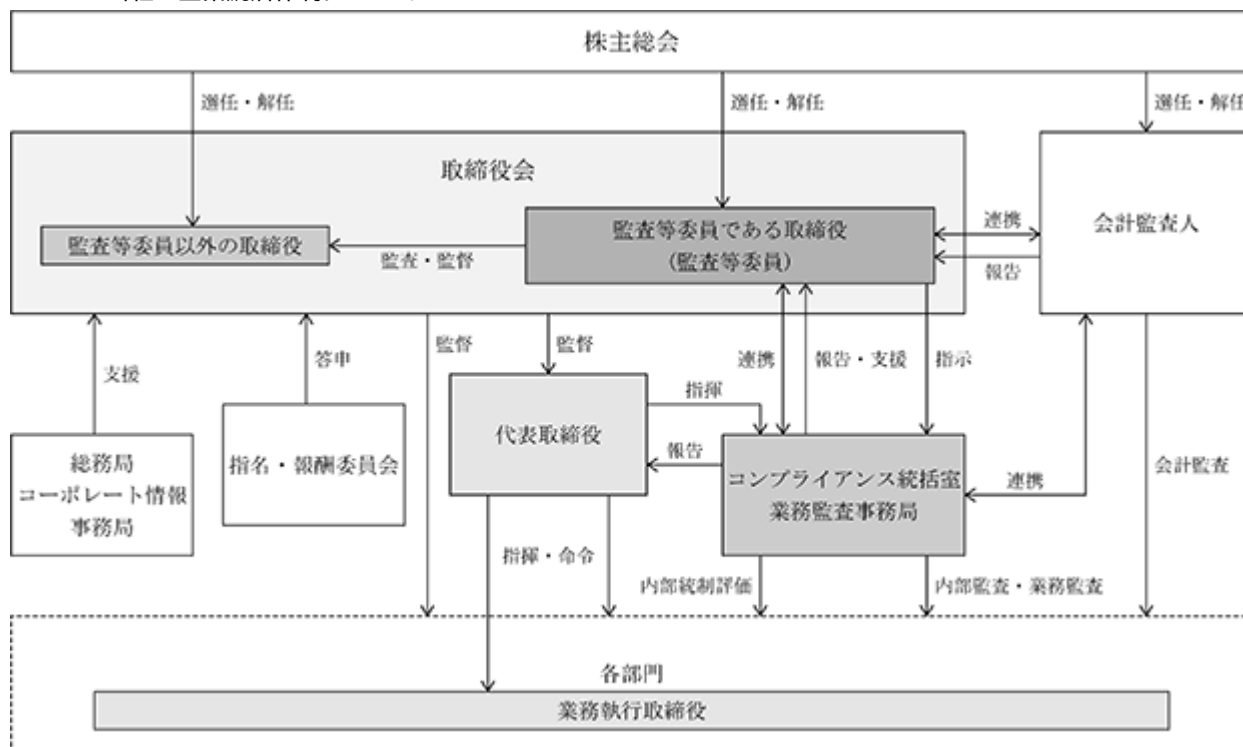 株主総会
選任・解任
選任・解任
選任・解任
取締役会
監査等委員以外の取締役
監査・監督
監査等委員である取締役
(監査等委員)
連携
報告
会計監査人
支援
答申
監督
監督
連携
報告・支援
指示
総務局
コーポレート情報
事務局
指名・報酬委員会
代表取締役
指揮
報告
コンプライアンス統括室
業務監査事務局
連携
会計監査
指揮・命令
内部統制評価
内部監査・業務監査
各部門
業務執行取締役